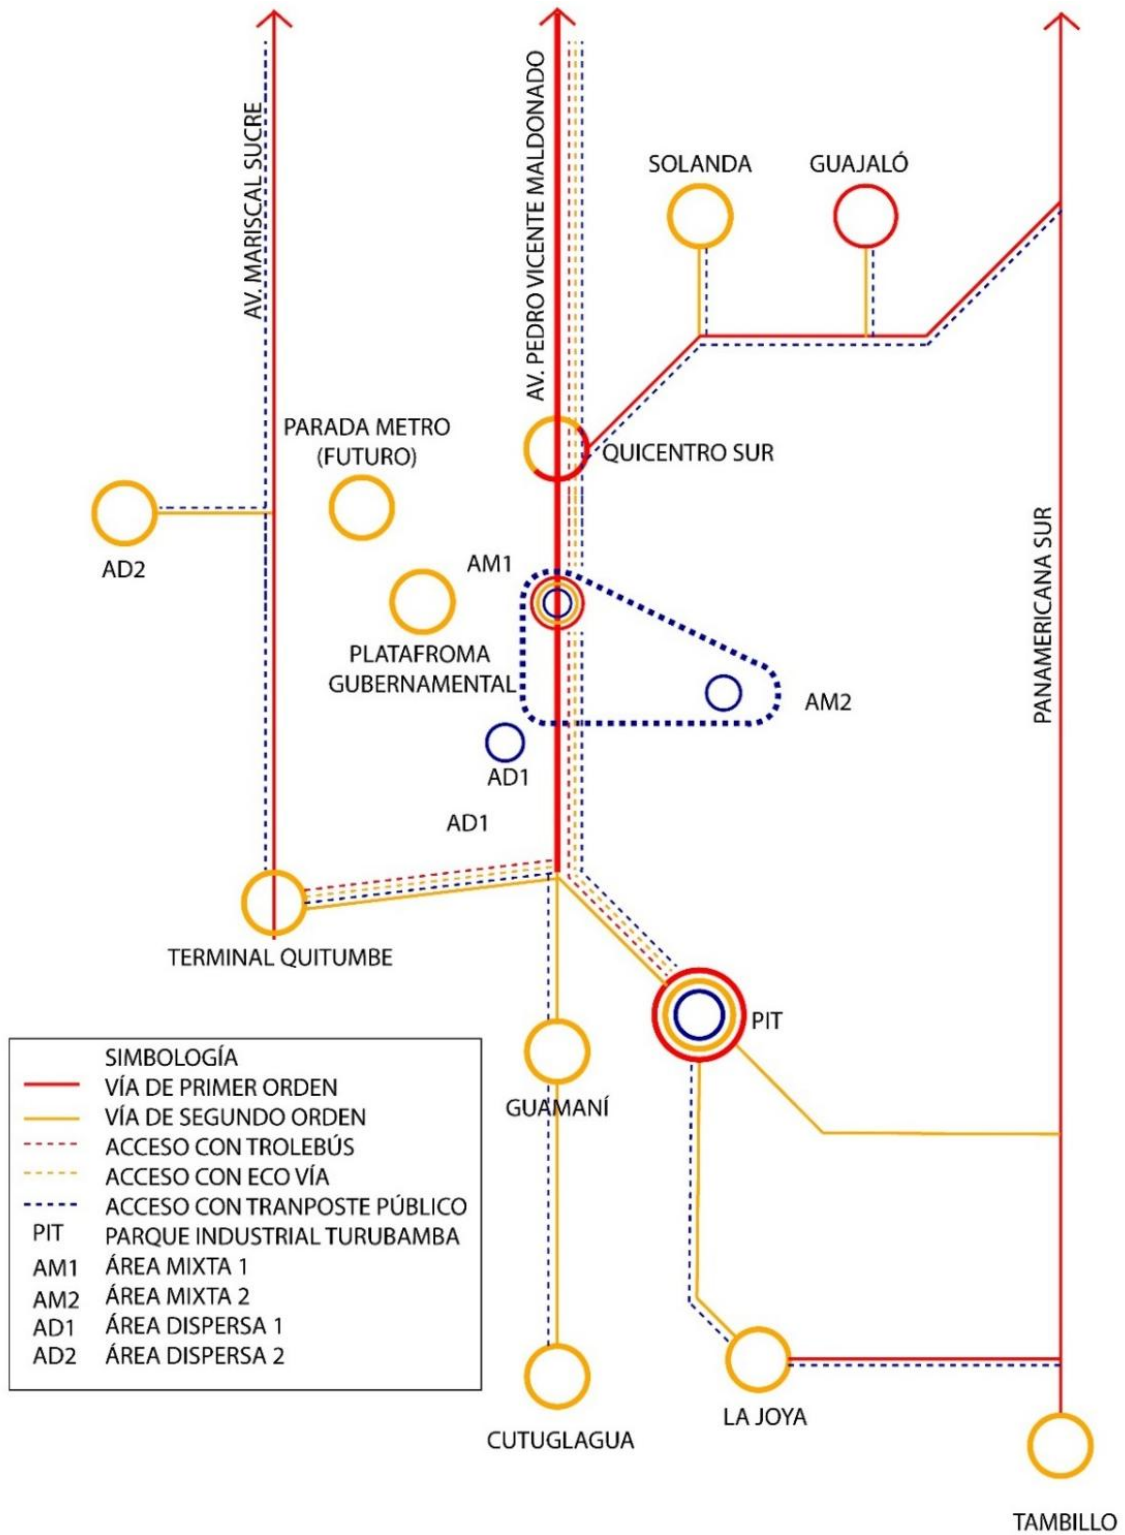 AV. MARISCAL SUCRE
AV. PEDRO VICENTE MALDONADO
SOLANDA
GUAJALÓ
PARADA METRO
(FUTURO)
QUICENTRO SUR
AD2
AM1
PLATAFROMA
GUBERNAMENTAL
AM2
PANAMERICANA SUR
AD1
AD1
TERMINAL QUITUMBE
PIT
GUAMANÍ
SIMBOLOGÍA
VÍA DE PRIMER ORDEN
VÍA DE SEGUNDO ORDEN
ACCESO CON TROLEBÚS
ACCESO CON ECO VÍA
ACCESO CON TRANPOSTE PÚBLICO
PIT PARQUE INDUSTRIAL TURUBAMBA
AM1 ÁREA MIXTA 1
AM2 ÁREA MIXTA 2
AD1 ÁREA DISPERSA 1
AD2 ÁREA DISPERSA 2
LA JOYA
CUTUGLAGUA
TAMBILLO